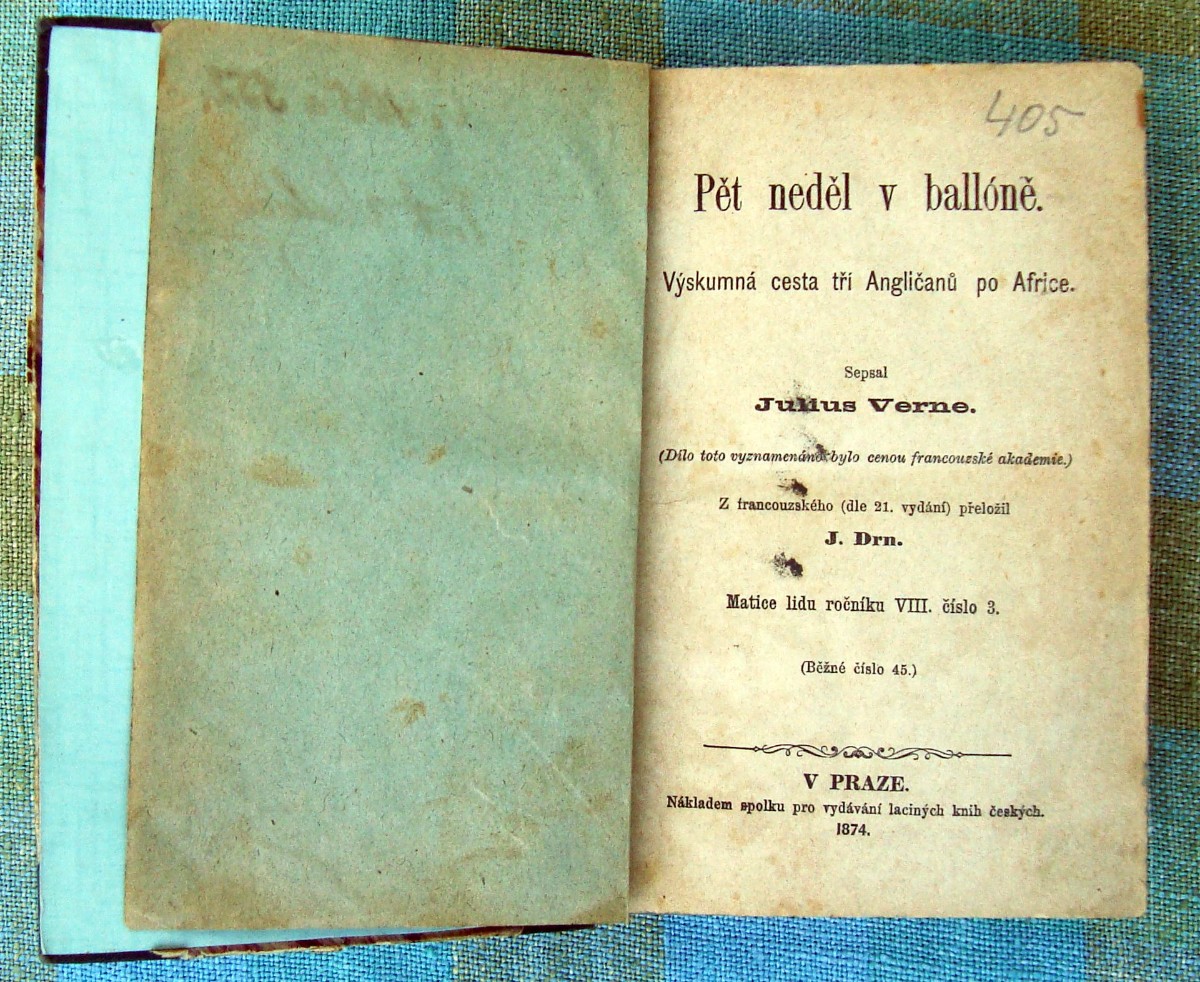 405
Pět neděl v ballóně.
Výskumná cesta tří Angličanů po Africe.
Sepsal
Julius Verne.
(Dílo toto vyznamenáno bylo cenou francouzské akademie.)
Z francouzského (dle 21. vydání) přeložil
J. Drn.
Matice lidu ročníku VIII. číslo 3.
(Běžné číslo 45.)
V PRAZE.
Nákladem spolku pro vydávání laciných knih českých.
1874.